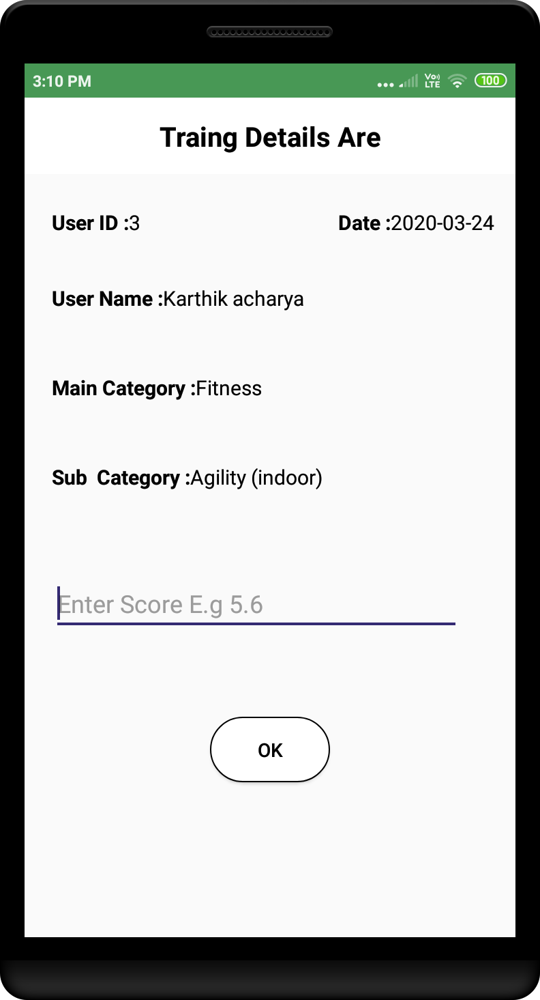 3:10 PM Vo)) LTE 100
Traing Details Are
User ID :3 Date :2020-03-24
User Name :Karthik acharya
Main Category :Fitness
Sub  Category :Agility (indoor)
Enter Score E.g 5.6
OK